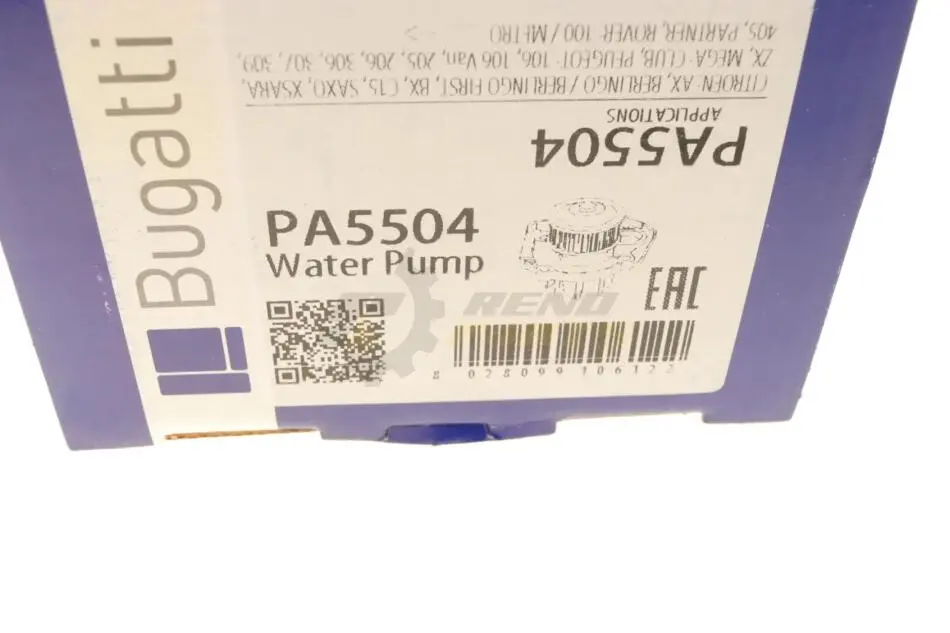 Bugatti
PA5504
APPLICATIONS
CITROEN: AX, BERLINGO / BERLINGO FIRST, BX, C15, SAXO, XSARA,
ZX, MEGA: CLUB, PEUGEOT: 106, 106 Van, 205, 206, 306, 307, 309,
405, PARTNER, ROVER: 100 / METRO
PA5504
Water Pump
RENO
EAC
8 028099 10612